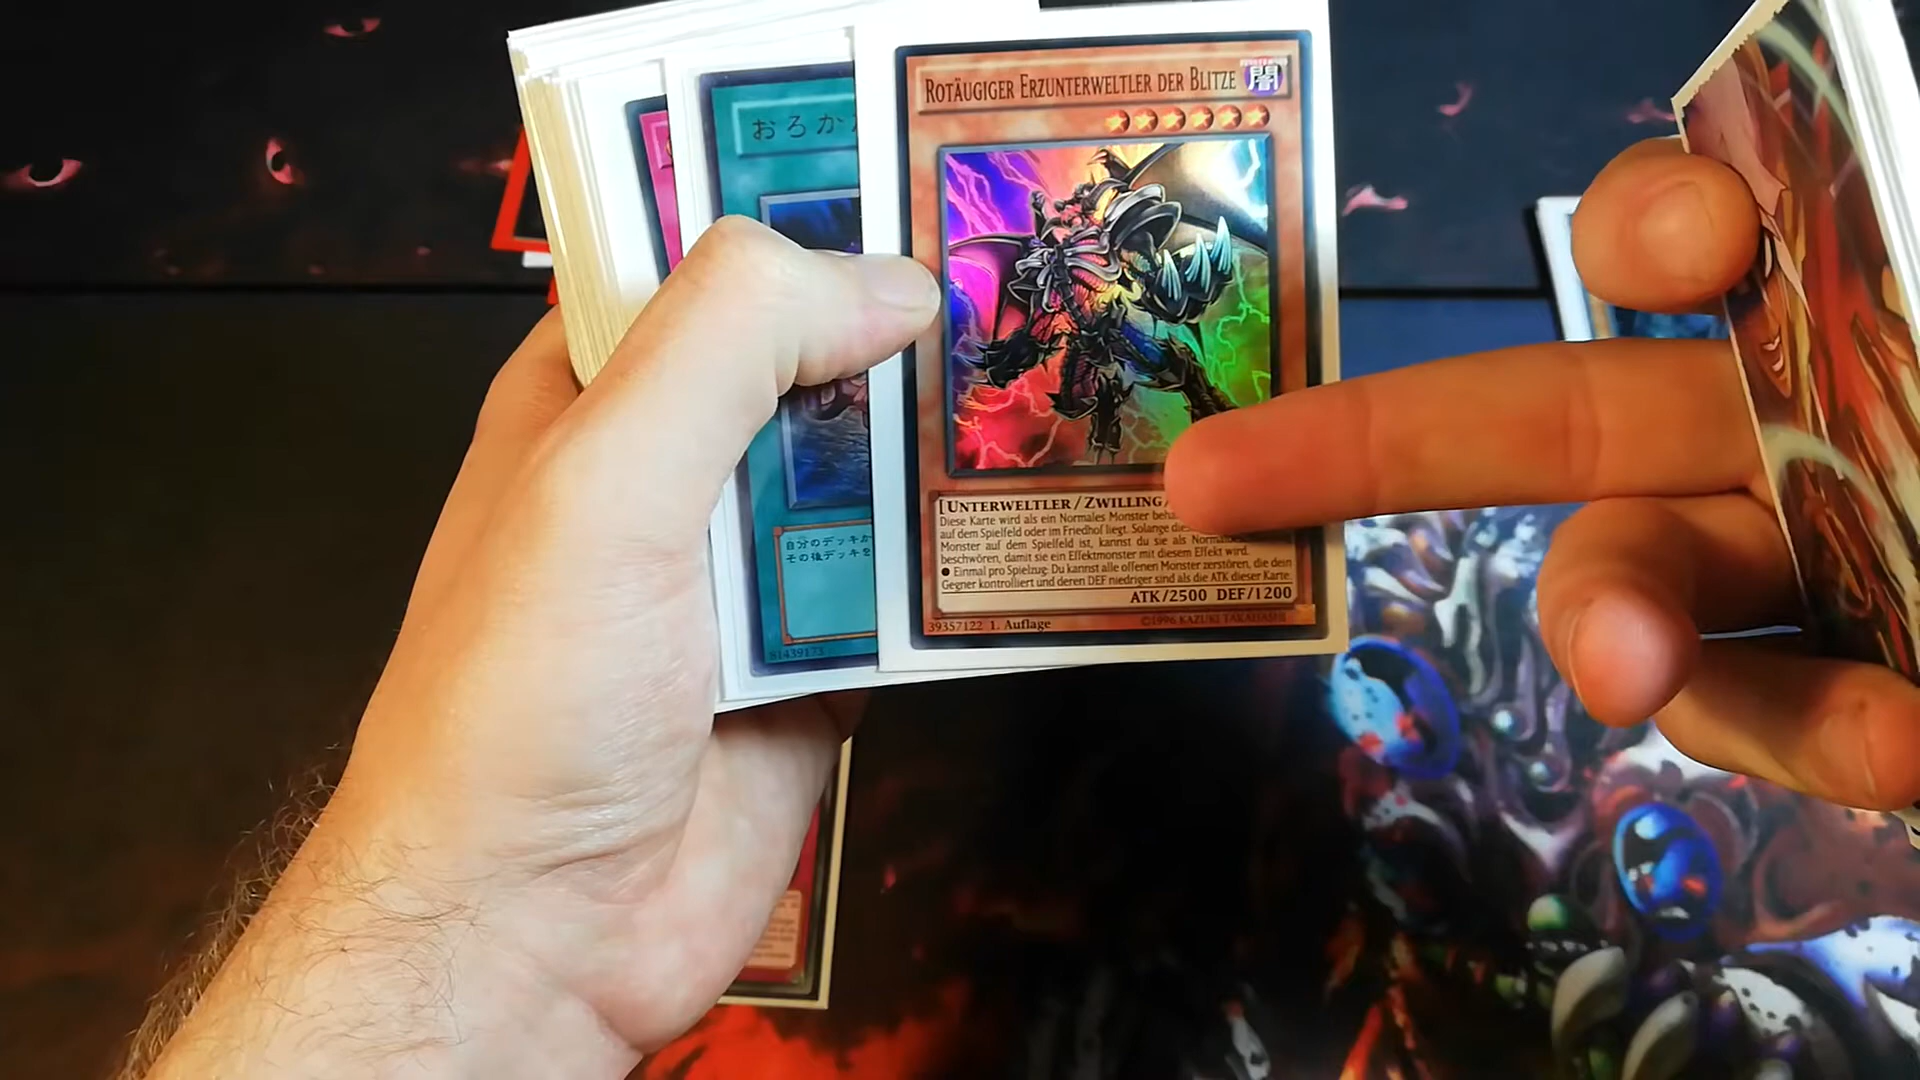 ROTÄUGIGER ERZUNTERWELTLER DER BLITZE
闇
[UNTERWELTLER/ZWILLING/
Diese Karte wird als ein Normales Monster
auf dem Spielfeld oder im Friedhof liegt. Solange
Monster auf dem Spielfeld ist, kannst du sie als
beschwören, damit sie ein Effektmonster mit diesem Effekt wird.
● Einmal pro Spielzug: Du kannst alle offenen Monster zerstören, die dein
Gegner kontrolliert und deren DEF niedriger sind als die ATK dieser Karte.
ATK/2500 DEF/1200
39357122 1. Auflage ©1996 KAZUKI TAKAHASHI
おろか
自分のデッキか
その後デッキを
81439173